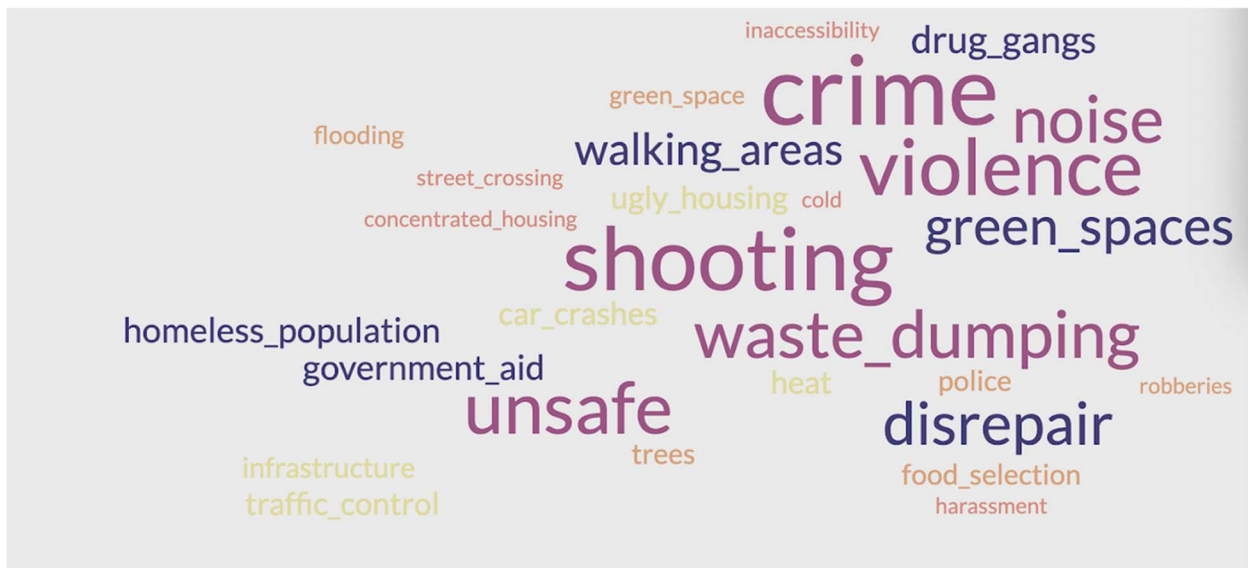 inaccessibility
drug_gangs
crime
green_space
noise
flooding
walking_areas
violence
street_crossing
ugly_housing
cold
concentrated_housing
green_spaces
shooting
car_crashes
homeless_population
waste_dumping
government_aid
heat
police
robberies
unsafe
disrepair
trees
infrastructure
food_selection
traffic_control
harassment